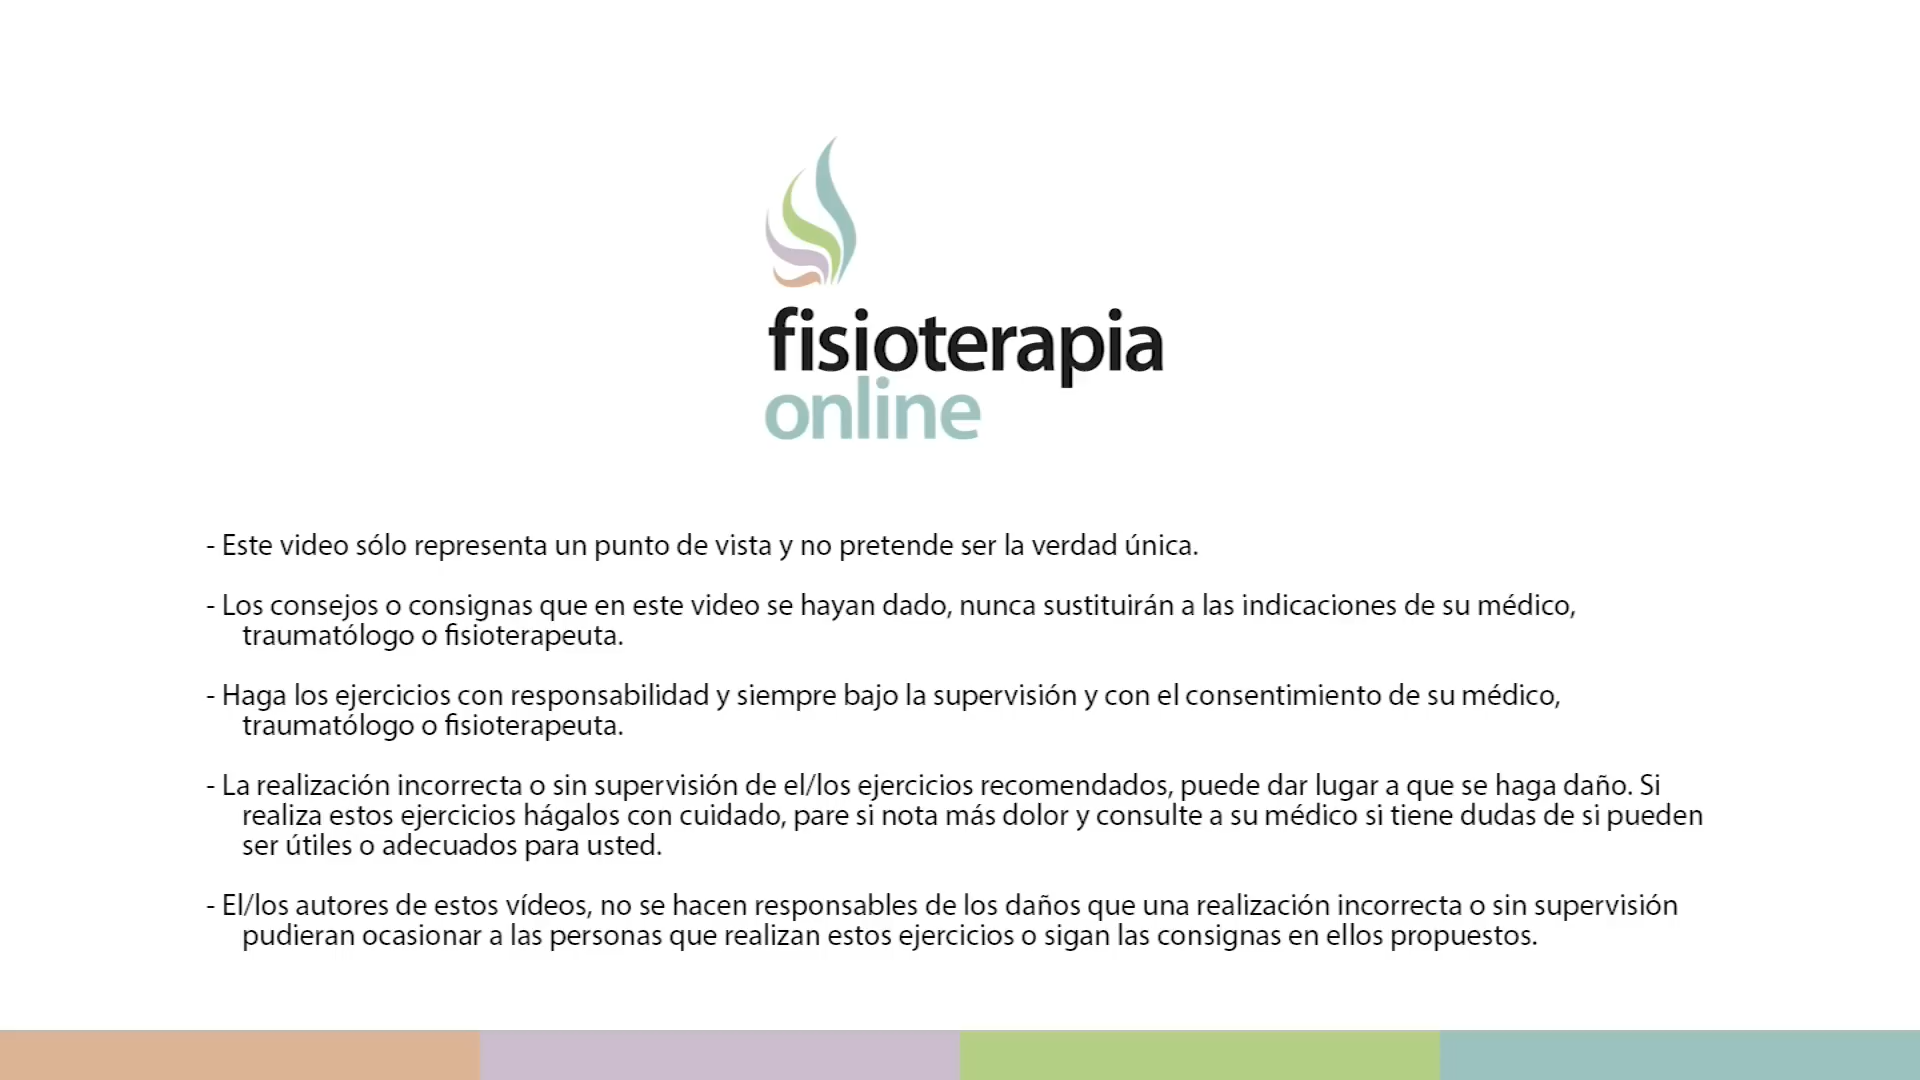 fisioterapia
online
- Este video sólo representa un punto de vista y no pretende ser la verdad única.
- Los consejos o consignas que en este video se hayan dado, nunca sustituirán a las indicaciones de su médico,
traumatólogo o fisioterapeuta.
- Haga los ejercicios con responsabilidad y siempre bajo la supervisión y con el consentimiento de su médico,
traumatólogo o fisioterapeuta.
- La realización incorrecta o sin supervisión de el/los ejercicios recomendados, puede dar lugar a que se haga daño. Si
realiza estos ejercicios hágalos con cuidado, pare si nota más dolor y consulte a su médico si tiene dudas de si pueden
ser útiles o adecuados para usted.
- El/los autores de estos vídeos, no se hacen responsables de los daños que una realización incorrecta o sin supervisión
pudieran ocasionar a las personas que realizan estos ejercicios o sigan las consignas en ellos propuestos.